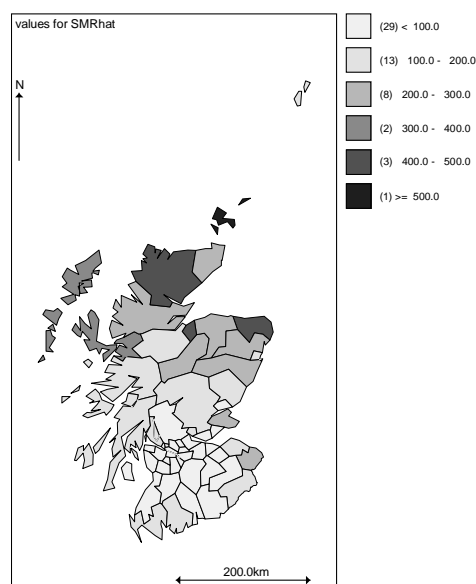 values for SMRhat
(29) < 100.0
(13) 100.0 - 200.0
(8) 200.0 - 300.0
(2) 300.0 - 400.0
(3) 400.0 - 500.0
(1) >= 500.0
N
200.0km